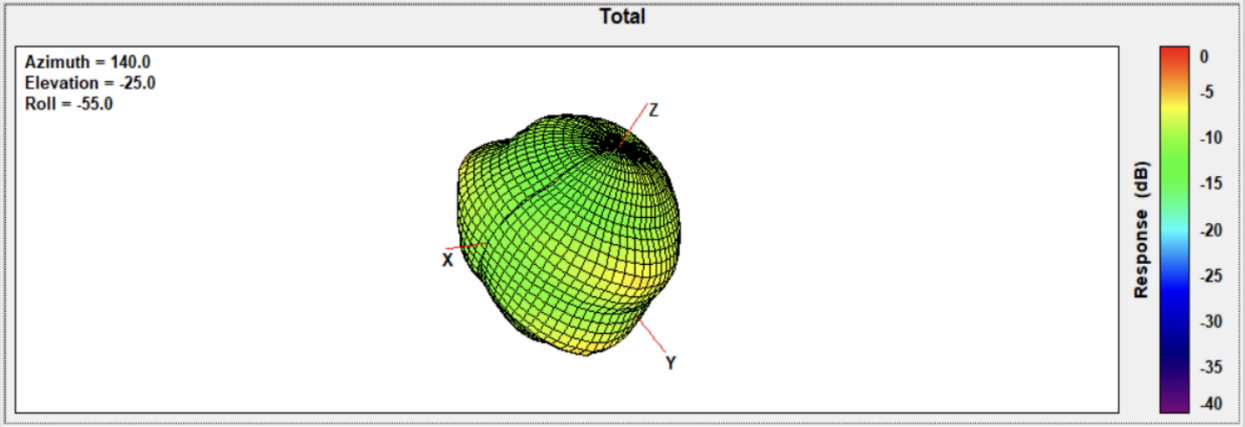 Total
Azimuth = 140.0
Elevation = -25.0
Roll = -55.0
Z
X
Y
Response (dB)
0
-5
-10
-15
-20
-25
-30
-35
-40